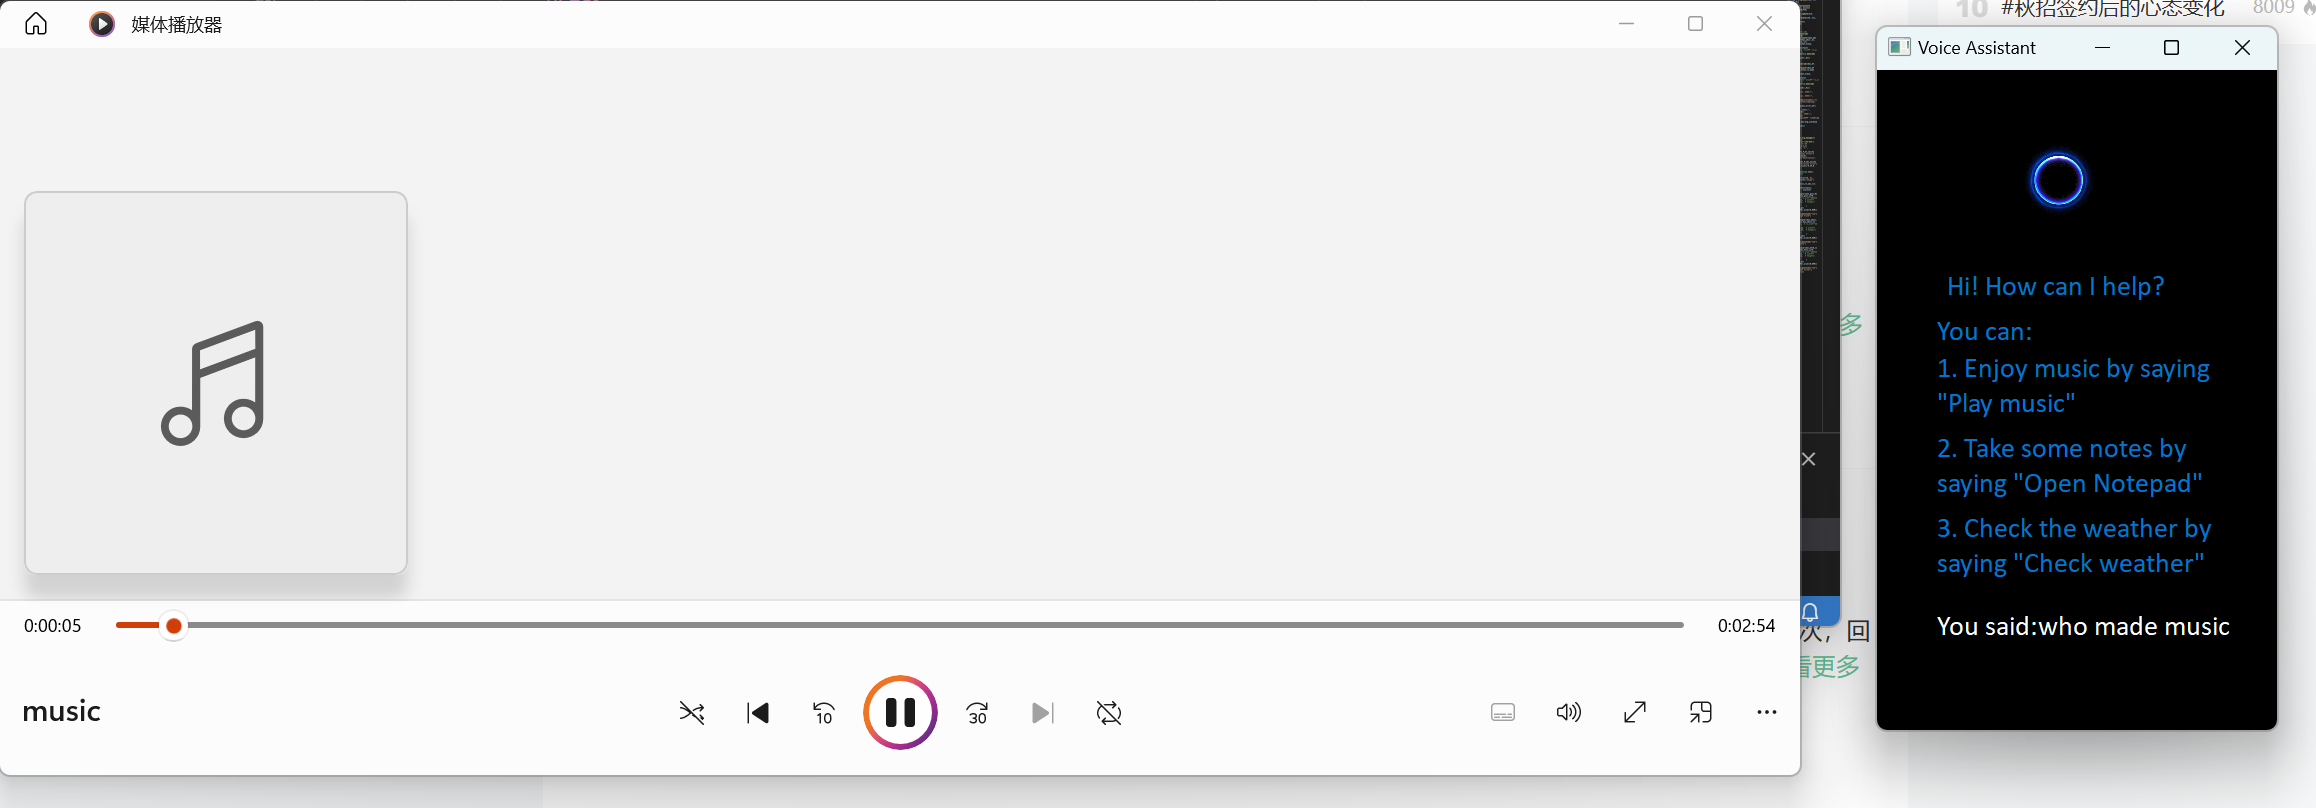 媒体播放器
0:00:05
0:02:54
music
10
30
10 #秋招签约后的心态变化 8009
多
次，回
看更多
Voice Assistant
Hi! How can I help?
You can:
1. Enjoy music by saying
"Play music"
2. Take some notes by
saying "Open Notepad"
3. Check the weather by
saying "Check weather"
You said:who made music